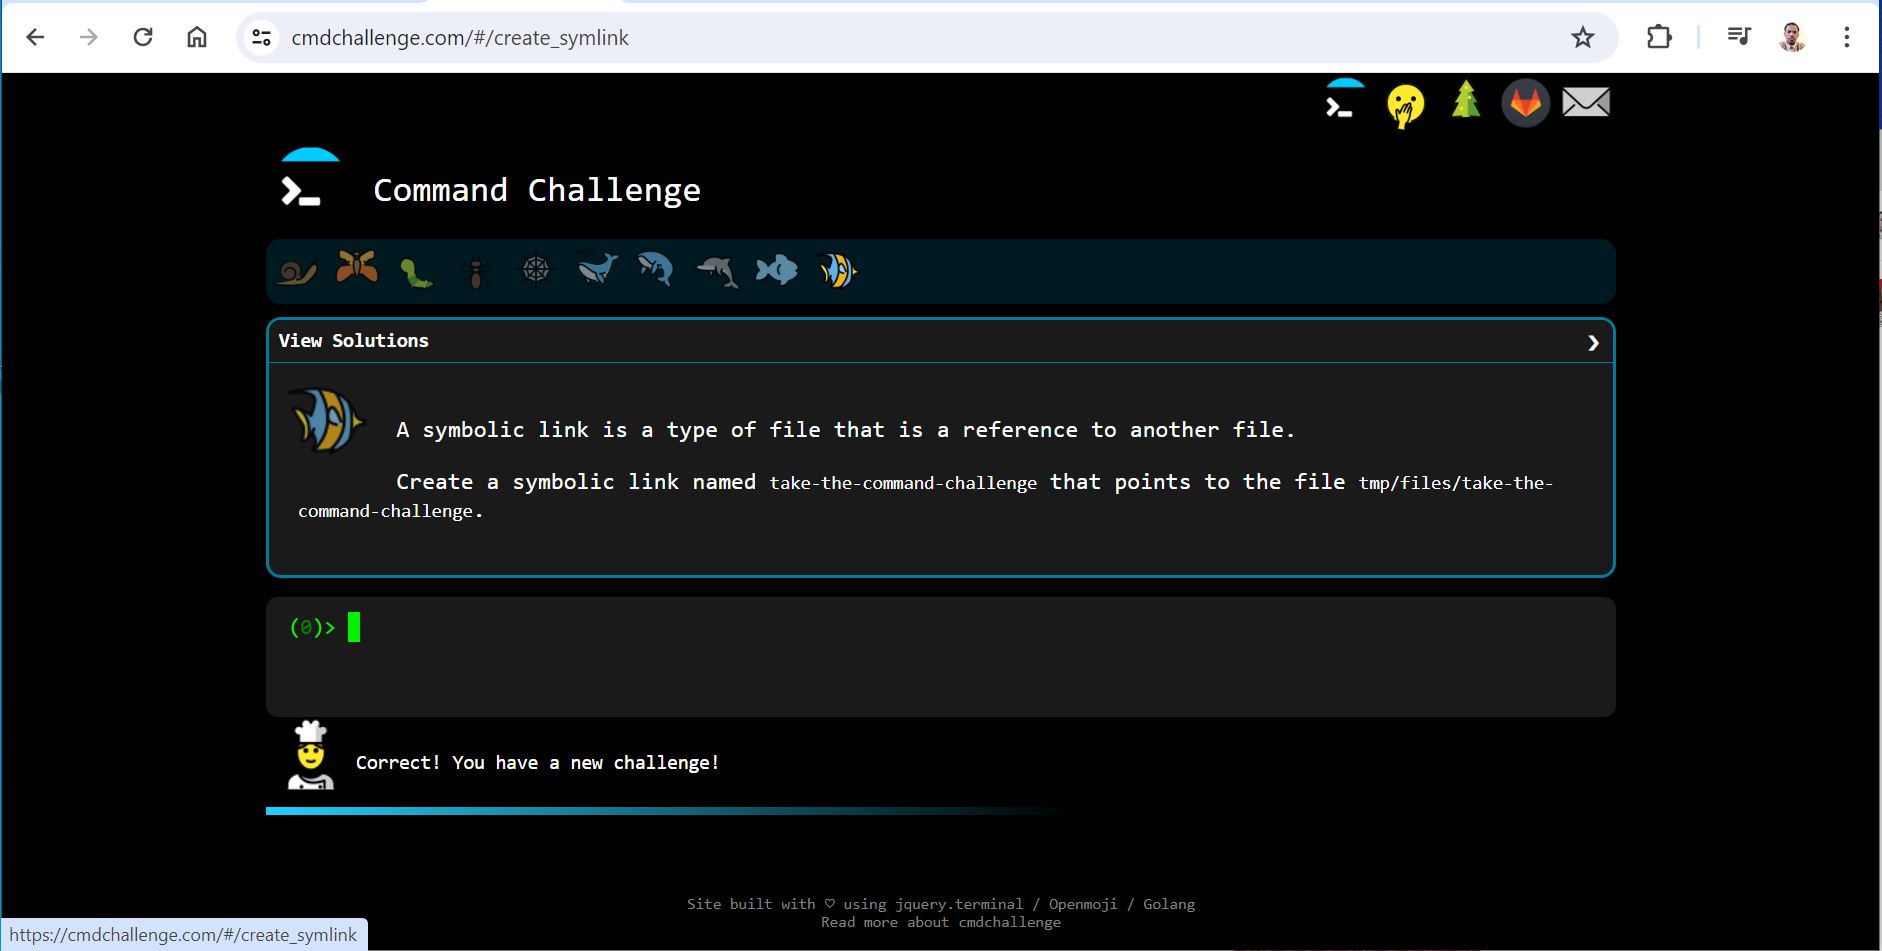 cmdchallenge.com/#/create_symlink
Command Challenge
View Solutions
A symbolic link is a type of file that is a reference to another file.
Create a symbolic link named take-the-command-challenge that points to the file tmp/files/take-the-
command-challenge.
(0)>
Correct! You have a new challenge!
Site built with ♡ using jquery.terminal / Openmoji / Golang
Read more about cmdchallenge
https://cmdchallenge.com/#/create_symlink